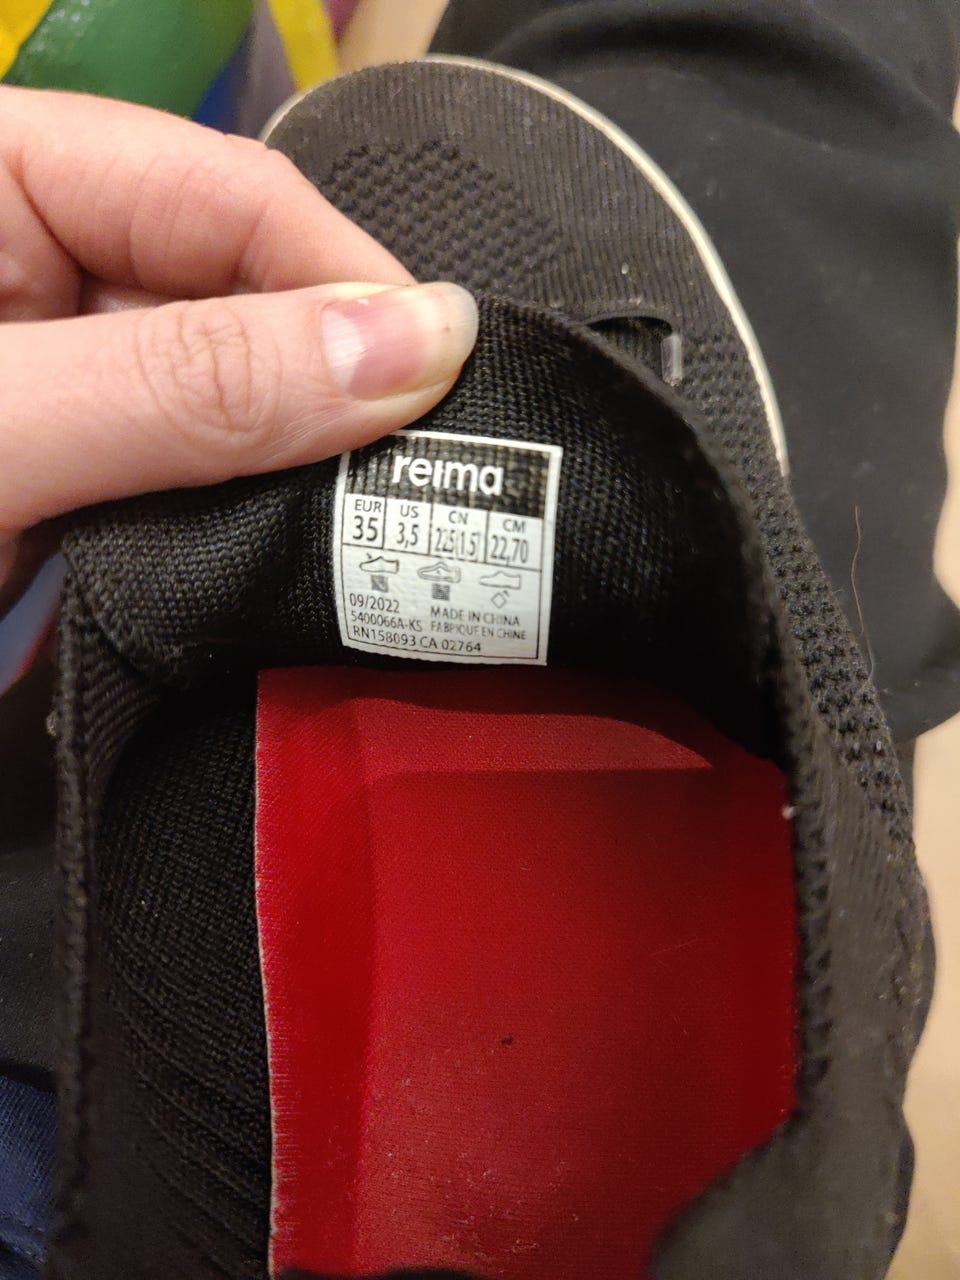 reima
EUR US CN CM
35 3,5 225(1.5) 22,70
09/2022 MADE IN CHINA
5400066A-KS FABRIQUE EN CHINE
RN158093 CA 02764